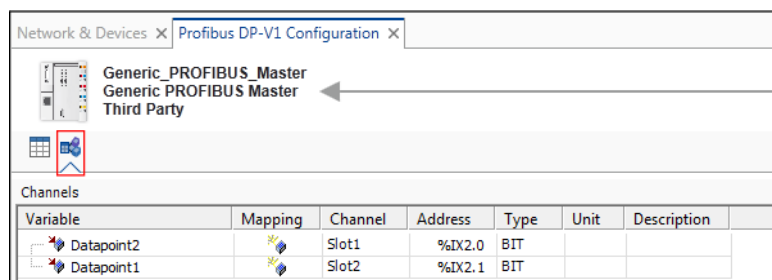 Network & Devices Profibus DP-V1 Configuration
Generic_PROFIBUS_Master
Generic PROFIBUS Master
Third Party
Channels
Variable Mapping Channel Address Type Unit Description
Datapoint2 Slot1 %IX2.0 BIT
Datapoint1 Slot2 %IX2.1 BIT